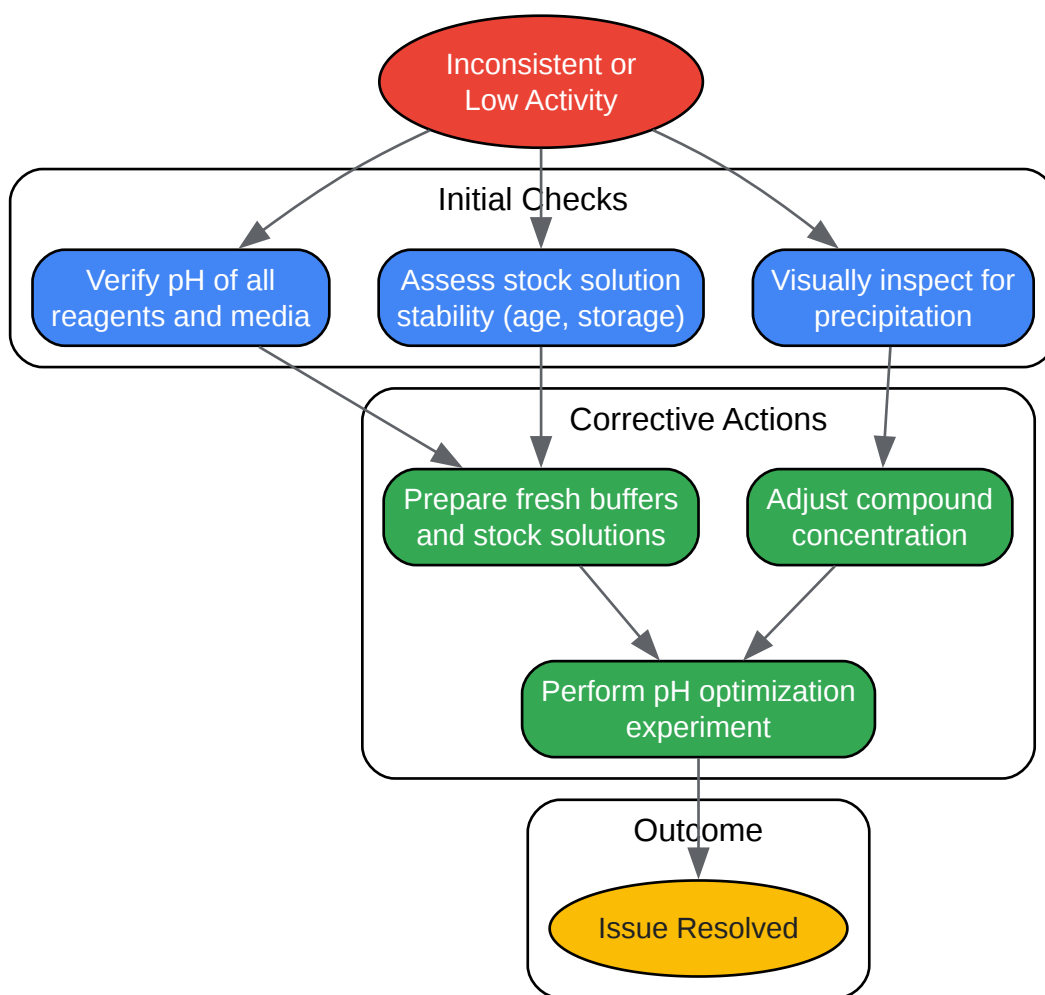 Inconsistent or
Low Activity
Initial Checks
Verify pH of all
reagents and media
Assess stock solution
stability (age, storage)
Visually inspect for
precipitation
Corrective Actions
Prepare fresh buffers
and stock solutions
Adjust compound
concentration
Perform pH optimization
experiment
Outcome
Issue Resolved